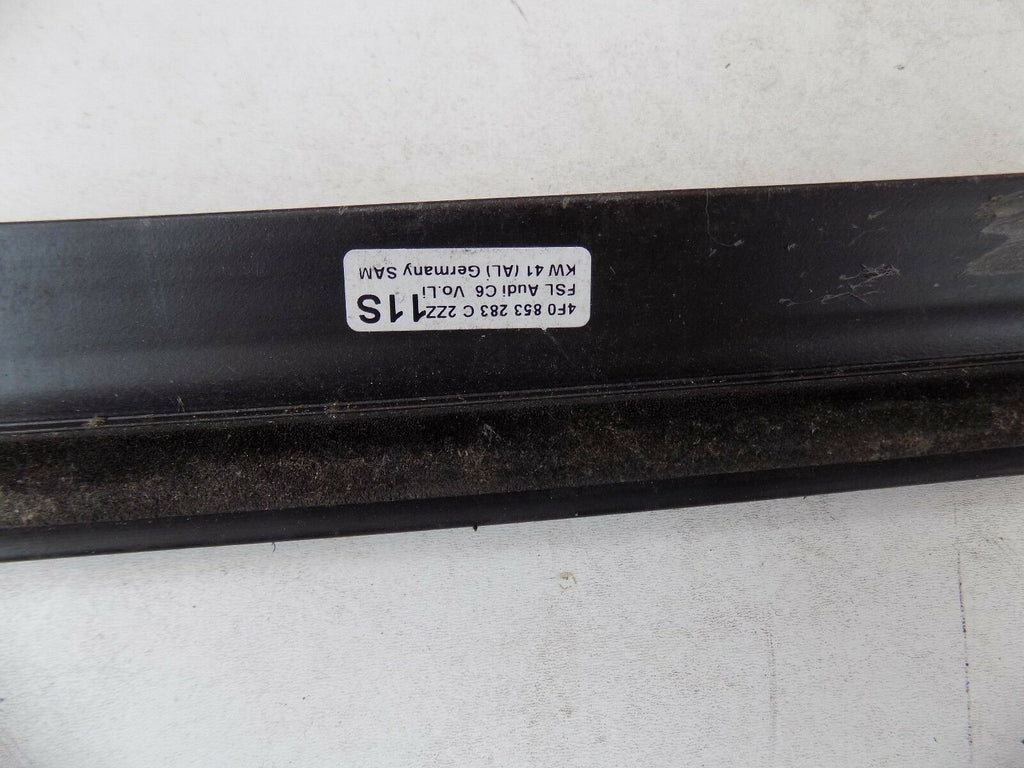 4F0 853 283 C 2ZZ 11S
FSL Audi C6 Vo.Li
KW 41 (AL) Germany SAM